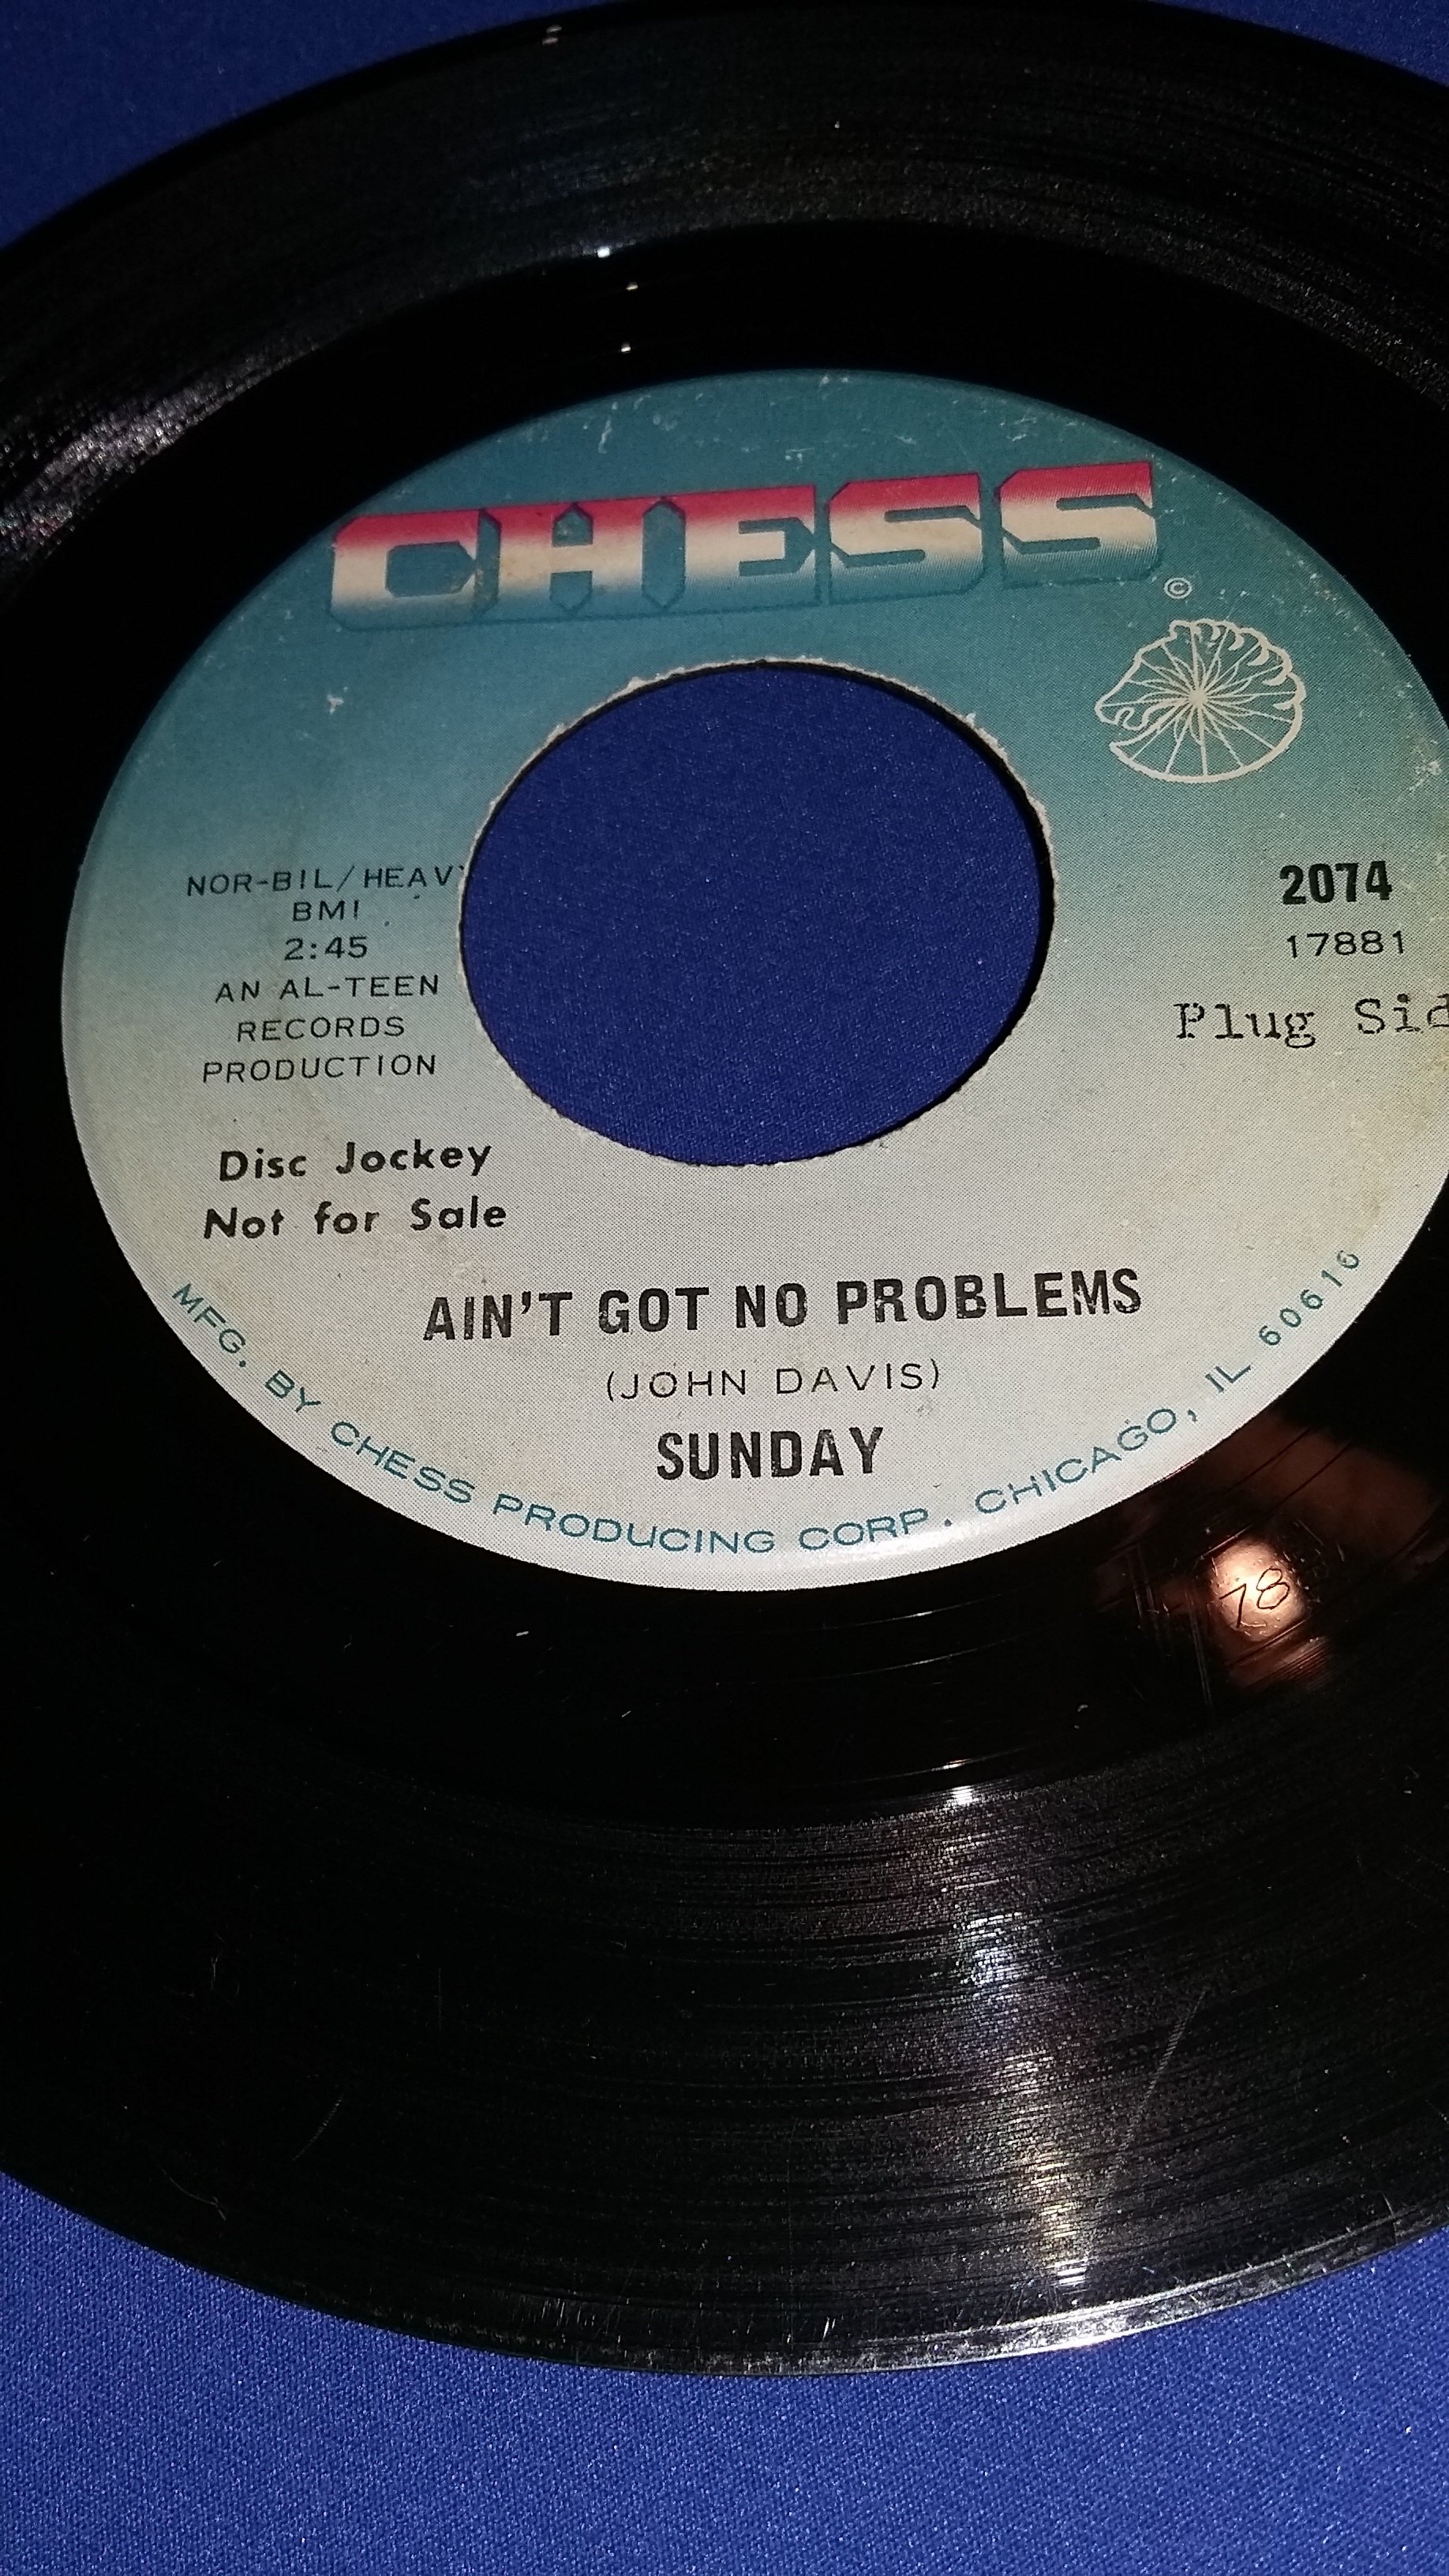 CHESS
©
NOR-BIL/HEAVY
BMI
2:45
AN AL-TEEN
RECORDS
PRODUCTION
2074
17881
Plug Sid
Disc Jockey
Not for Sale
AIN'T GOT NO PROBLEMS
(JOHN DAVIS)
SUNDAY
MFG. BY CHESS PRODUCING CORP. CHICAGO, IL 60616